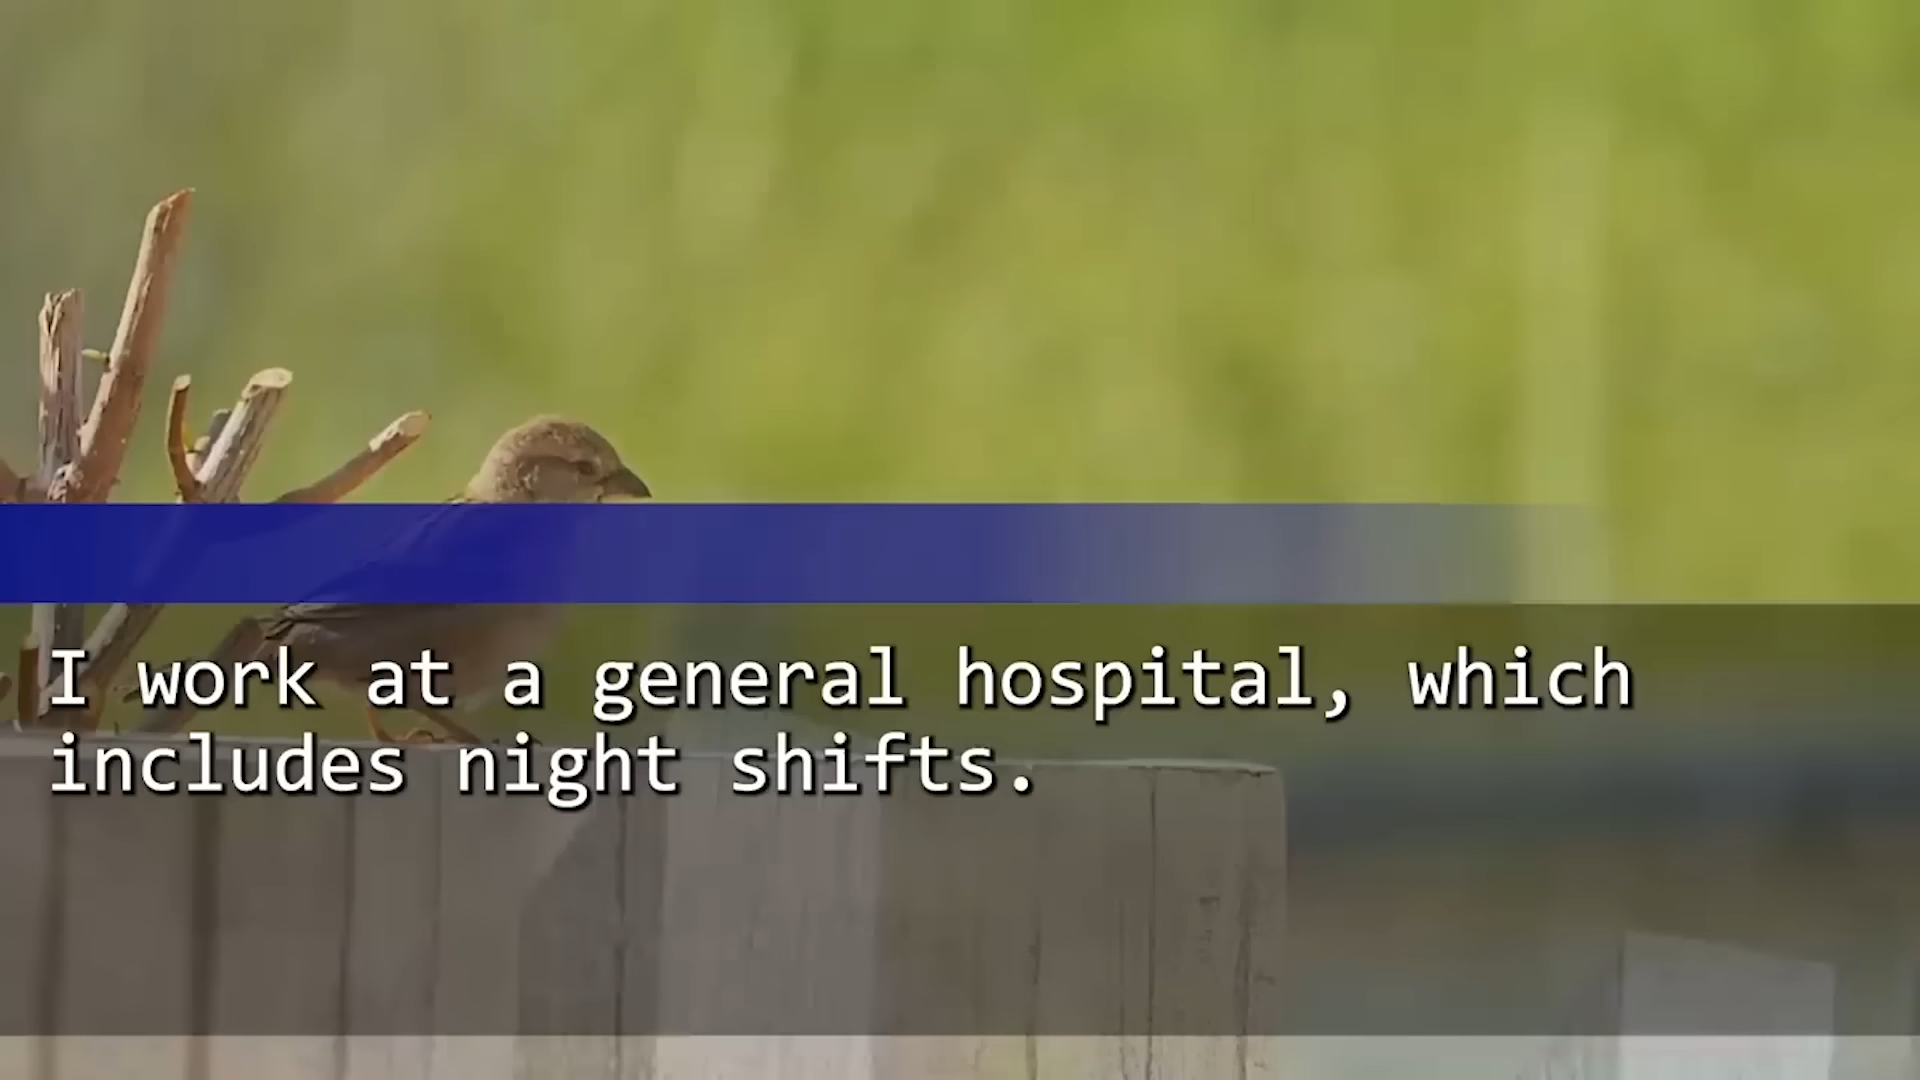 I work at a general hospital, which
includes night shifts.